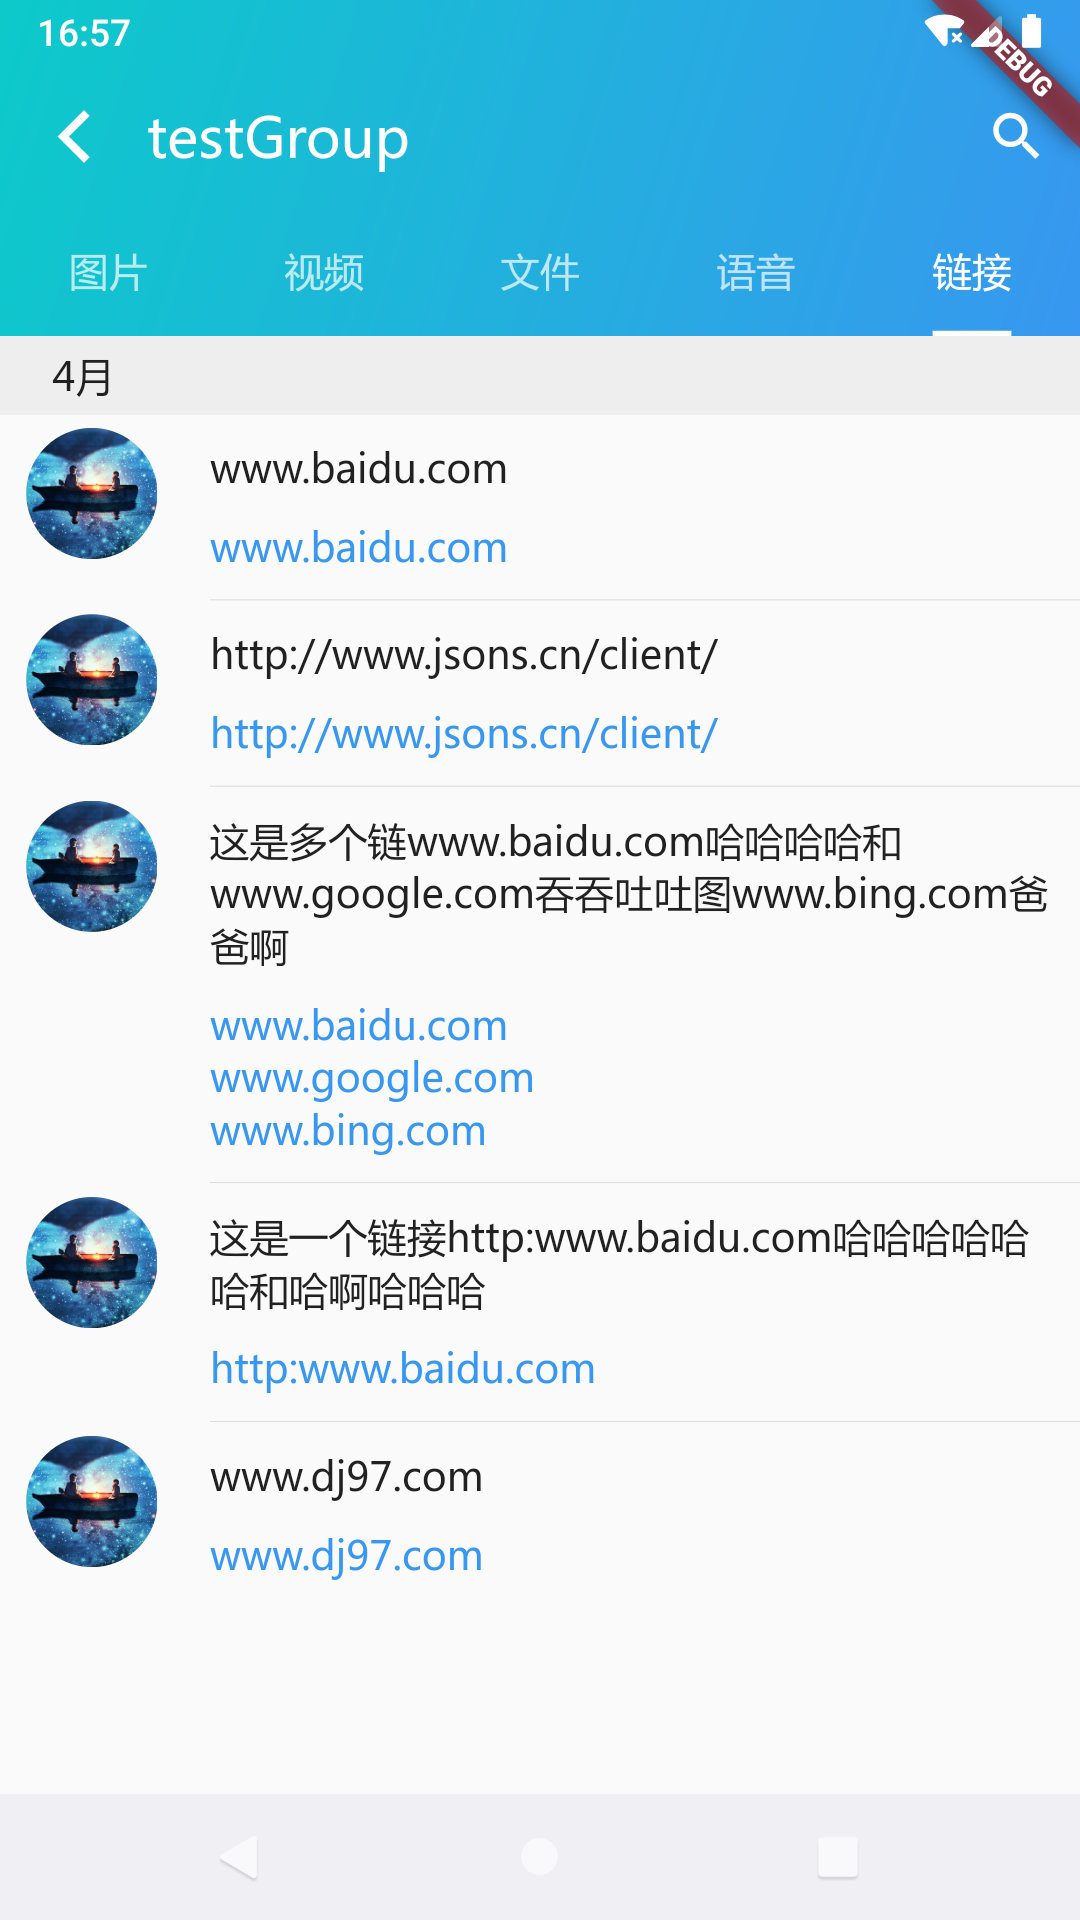 16:57
DEBUG
testGroup
图片 视频 文件 语音 链接
4月
www.baidu.com
www.baidu.com
http://www.jsons.cn/client/
http://www.jsons.cn/client/
这是多个链www.baidu.com哈哈哈哈和
www.google.com吞吞吐吐图www.bing.com爸
爸啊
www.baidu.com
www.google.com
www.bing.com
这是一个链接http:www.baidu.com哈哈哈哈哈
哈和哈啊哈哈哈
http:www.baidu.com
www.dj97.com
www.dj97.com